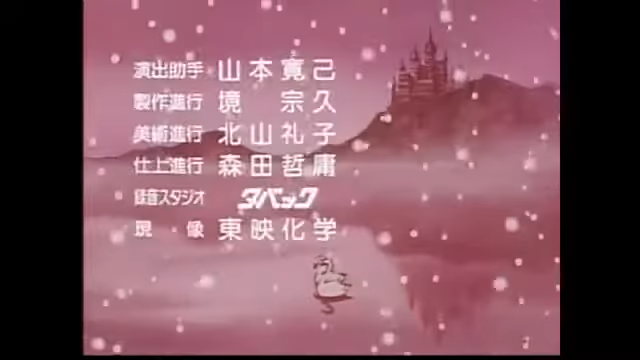 演出助手 山本寛己
製作進行 境 宗久
美術進行 北山礼子
仕上進行 森田哲庸
録音スタジオ タバック
現像 東映化学